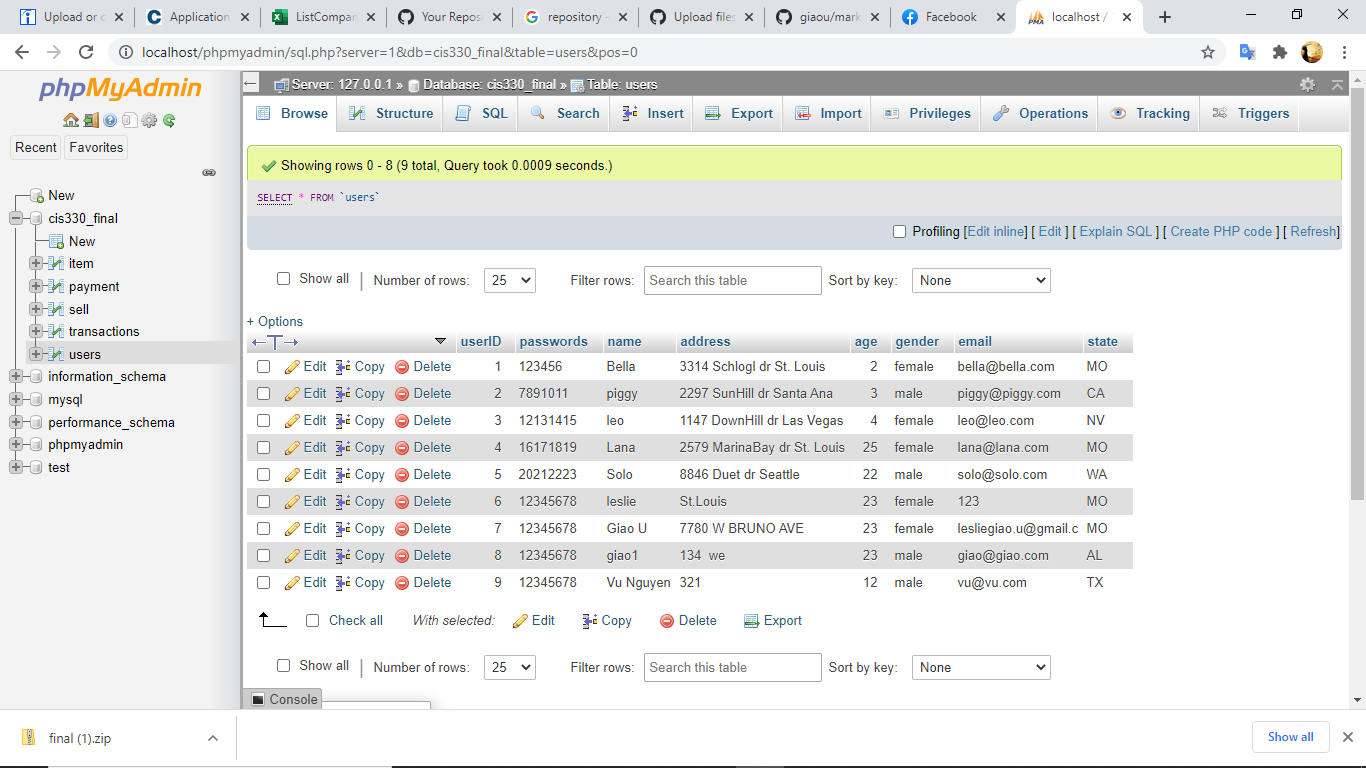 Upload or c
Application
ListCompan
Your Repos
repository -
Upload files
giaou/mark
Facebook
localhost /
localhost/phpmyadmin/sql.php?server=1&db=cis330_final&table=users&pos=0
phpMyAdmin
Recent Favorites
New
cis330_final
New
item
payment
sell
transactions
users
information_schema
mysql
performance_schema
phpmyadmin
test
Server: 127.0.0.1 » Database: cis330_final » Table: users
Browse Structure SQL Search Insert Export Import Privileges Operations Tracking Triggers
Showing rows 0 - 8 (9 total, Query took 0.0009 seconds.)
SELECT * FROM `users`
Profiling [Edit inline] [ Edit ] [ Explain SQL ] [ Create PHP code ] [ Refresh]
Show all | Number of rows: 25 Filter rows: Search this table Sort by key: None
+ Options
userID passwords name address age gender email state
Edit Copy Delete 1 123456 Bella 3314 Schlogl dr St. Louis 2 female bella@bella.com MO
Edit Copy Delete 2 7891011 piggy 2297 SunHill dr Santa Ana 3 male piggy@piggy.com CA
Edit Copy Delete 3 12131415 leo 1147 DownHill dr Las Vegas 4 female leo@leo.com NV
Edit Copy Delete 4 16171819 Lana 2579 MarinaBay dr St. Louis 25 female lana@lana.com MO
Edit Copy Delete 5 20212223 Solo 8846 Duet dr Seattle 22 male solo@solo.com WA
Edit Copy Delete 6 12345678 leslie St.Louis 23 female 123 MO
Edit Copy Delete 7 12345678 Giao U 7780 W BRUNO AVE 23 female lesliegiao.u@gmail.c MO
Edit Copy Delete 8 12345678 giao1 134 we 23 male giao@giao.com AL
Edit Copy Delete 9 12345678 Vu Nguyen 321 12 male vu@vu.com TX
Check all With selected: Edit Copy Delete Export
Show all | Number of rows: 25 Filter rows: Search this table Sort by key: None
Console
final (1).zip
Show all